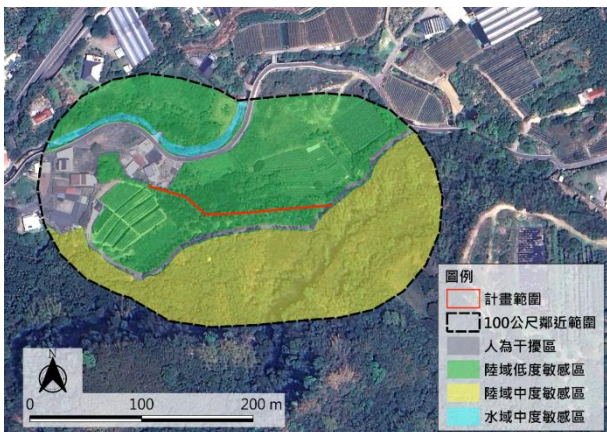 圖例
計畫範圍
100公尺鄰近範圍
人為干擾區
陸域低度敏感區
陸域中度敏感區
水域中度敏感區
N
0 100 200 m